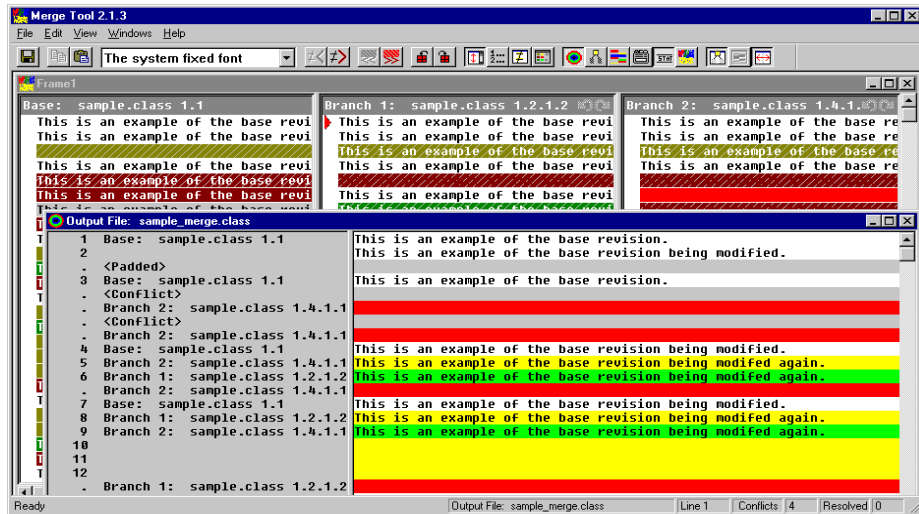 Merge Tool 2.1.3
File Edit View Windows Help
The system fixed font
Frame1
Base: sample.class 1.1
This is an example of the base revi
This is an example of the base revi
This is an example of the base revi
This is an example of the base revi
This is an example of the base revi
Branch 1: sample.class 1.2.1.2
This is an example of the base revi
This is an example of the base revi
This is an example of the base revi
This is an example of the base revi
This is an example of the base revi
Branch 2: sample.class 1.4.1.
This is an example of the base re
This is an example of the base re
This is an example of the base re
This is an example of the base re
Output File: sample_merge.class
1 Base: sample.class 1.1 This is an example of the base revision.
2 This is an example of the base revision being modified.
. <Padded>
3 Base: sample.class 1.1 This is an example of the base revision.
. <Conflict>
. Branch 2: sample.class 1.4.1.1
. <Conflict>
. Branch 2: sample.class 1.4.1.1
4 Base: sample.class 1.1 This is an example of the base revision being modified.
5 Branch 2: sample.class 1.4.1.1 This is an example of the base revision being modifed again.
6 Branch 1: sample.class 1.2.1.2 This is an example of the base revision being modifed again.
. Branch 2: sample.class 1.4.1.1
7 Base: sample.class 1.1 This is an example of the base revision being modified.
8 Branch 1: sample.class 1.2.1.2 This is an example of the base revision being modifed again.
9 Branch 2: sample.class 1.4.1.1 This is an example of the base revision being modifed again.
10
11
12
. Branch 1: sample.class 1.2.1.2
Ready
Output File: sample_merge.class
Line 1
Conflicts 4
Resolved 0